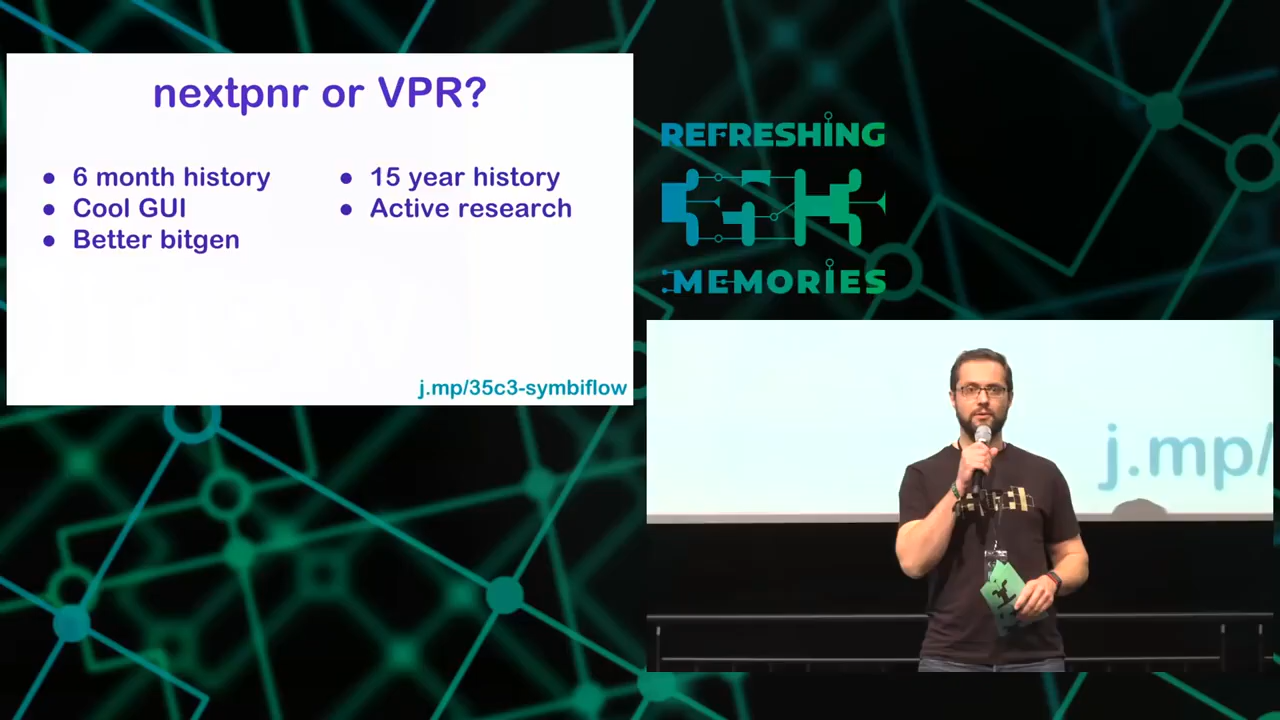 nextpnr or VPR?
● 6 month history
● Cool GUI
● Better bitgen
● 15 year history
● Active research
j.mp/35c3-symbiflow
REFRESHING
MEMORIES
j.mp/